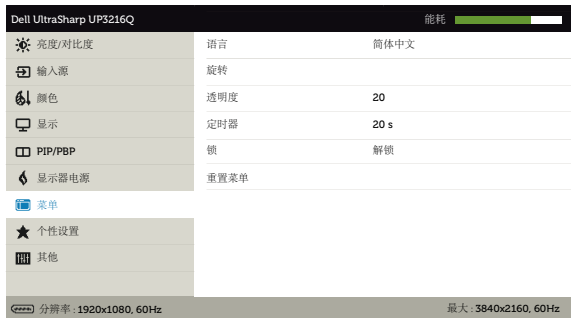 Dell UltraSharp UP3216Q 能耗
亮度/对比度 语言 简体中文
输入源 旋转
颜色 透明度 20
显示 定时器 20 s
PIP/PBP 锁 解锁
显示器电源 重置菜单
菜单
个性设置
其他
分辨率 : 1920x1080, 60Hz 最大 : 3840x2160, 60Hz